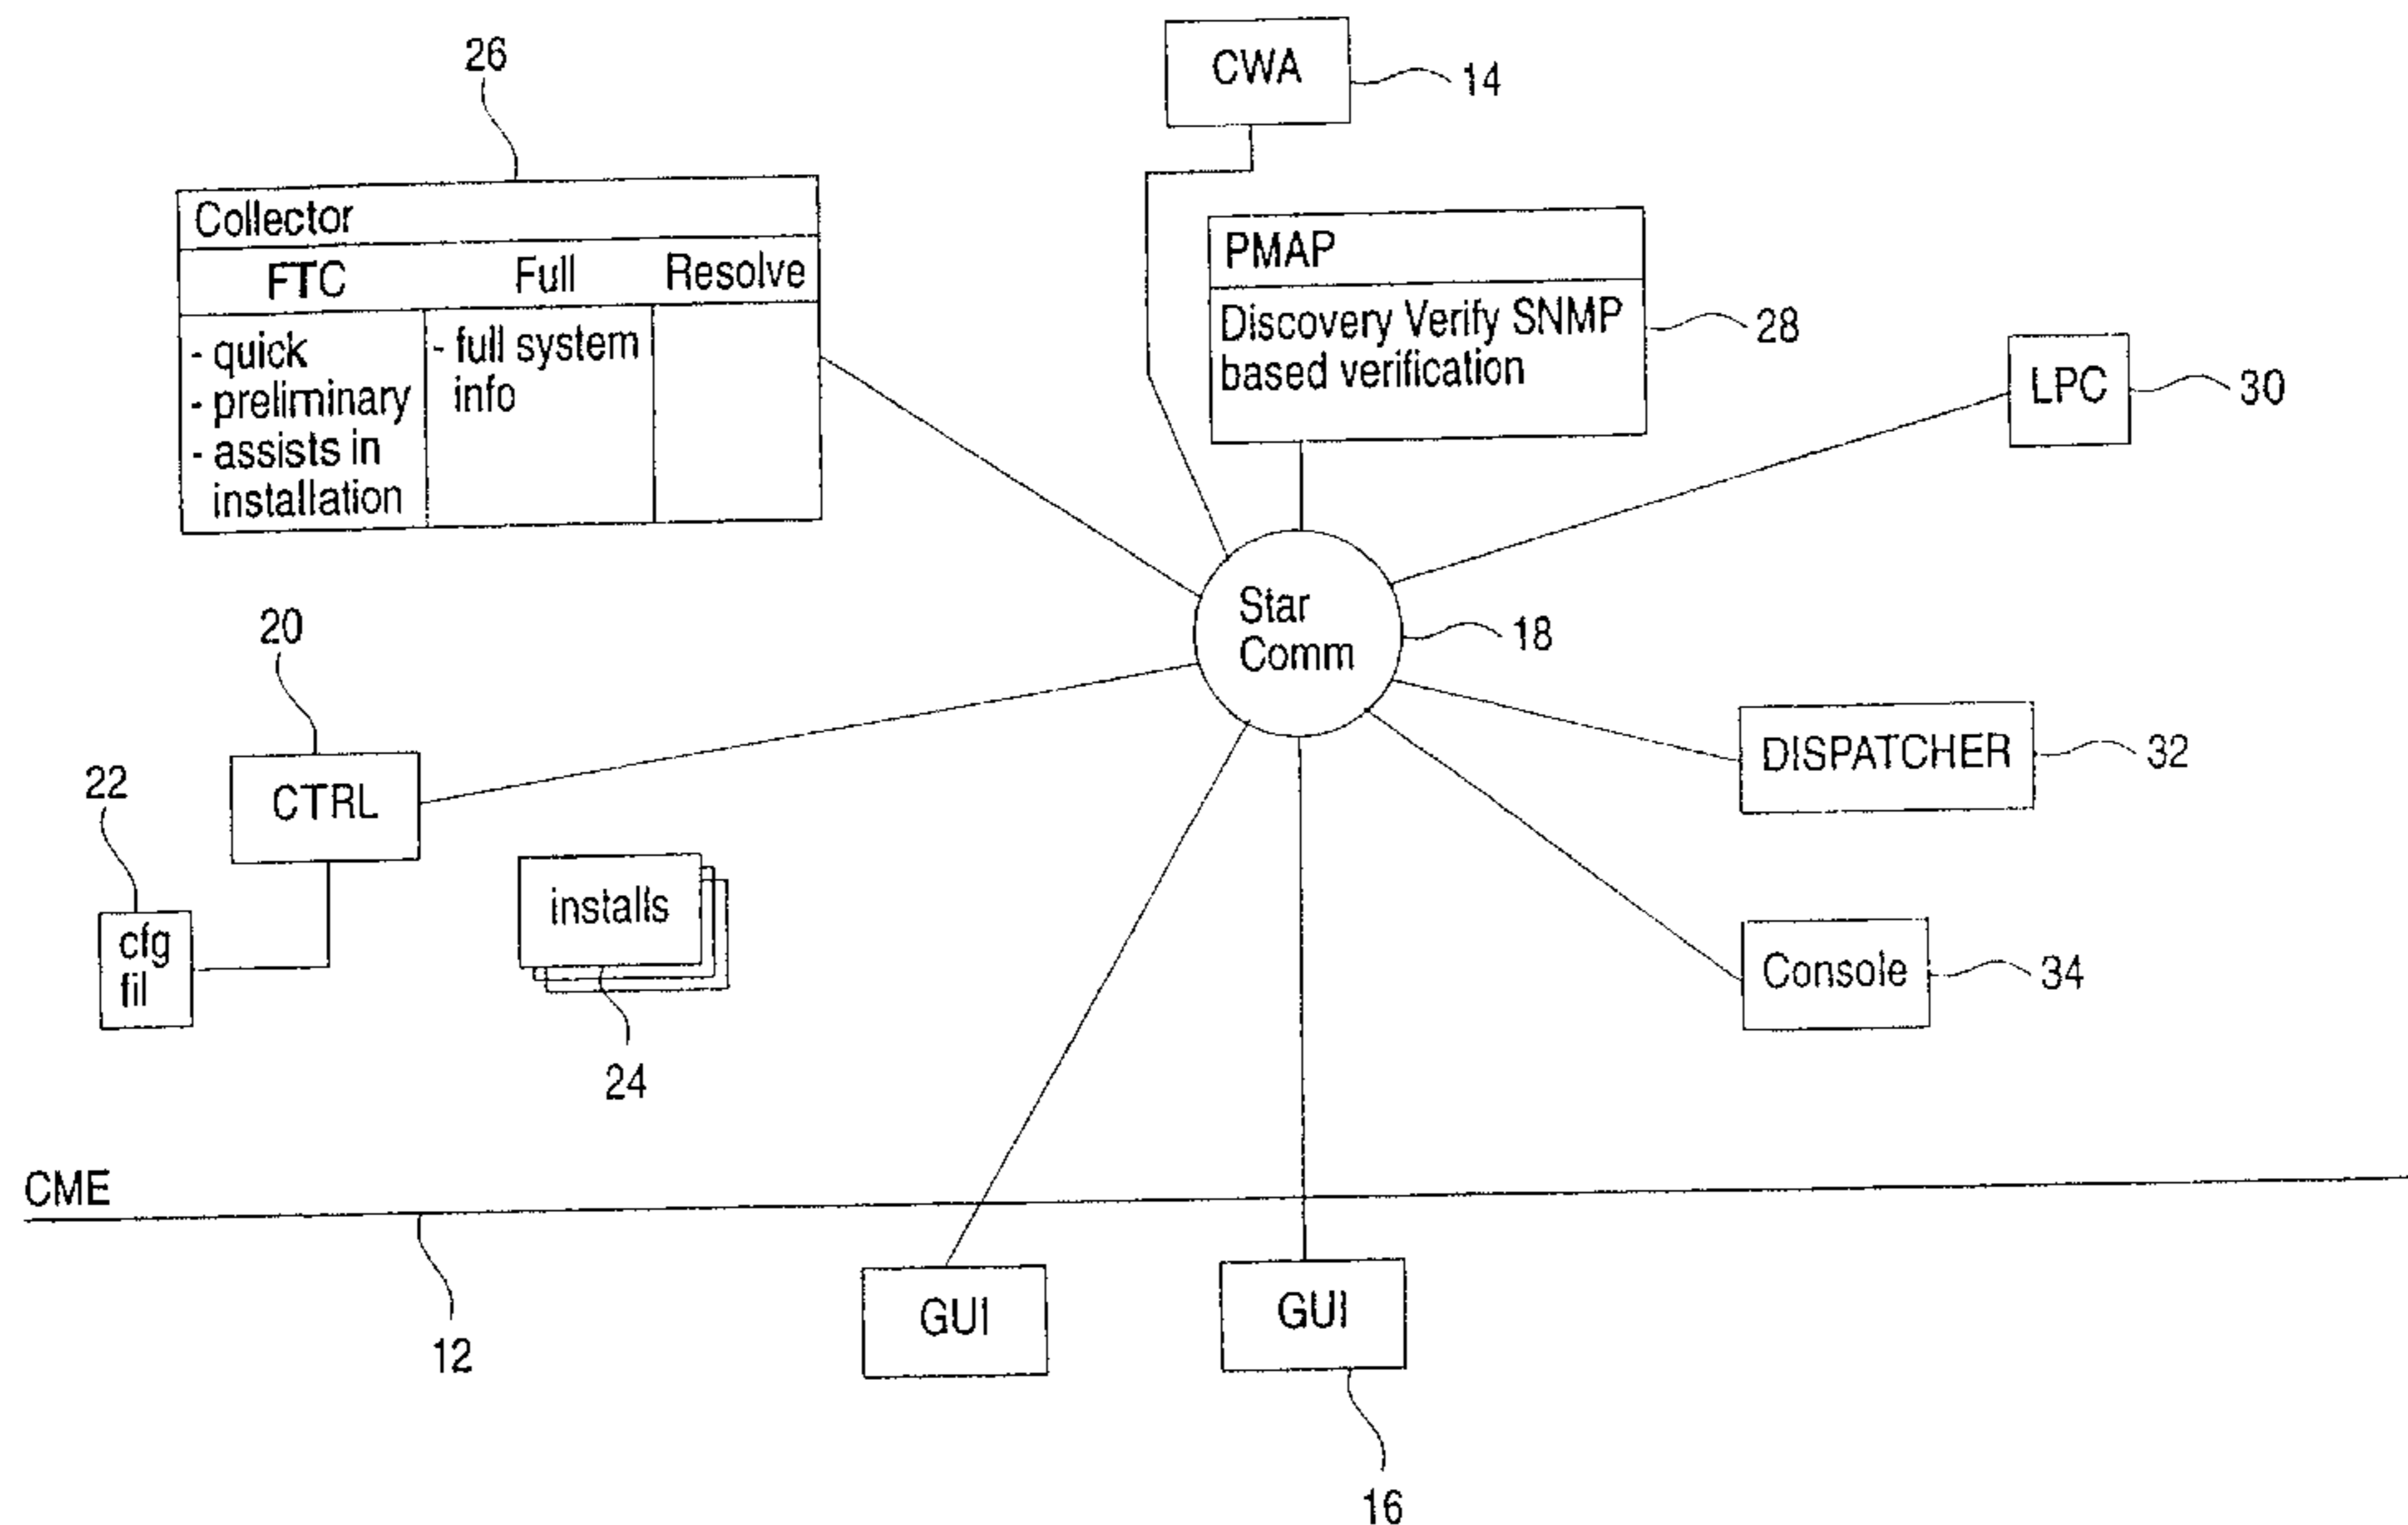 26
CWA
14
Collector
FTC Full Resolve
- quick
- preliminary
- assists in
installation
- full system
info
PMAP
Discovery Verify SNMP
based verification
28
LPC
30
Star
Comm
18
20
CTRL
22
cfg
fil
installs
24
DISPATCHER
32
Console
34
CME
12
GUI
GUI
16